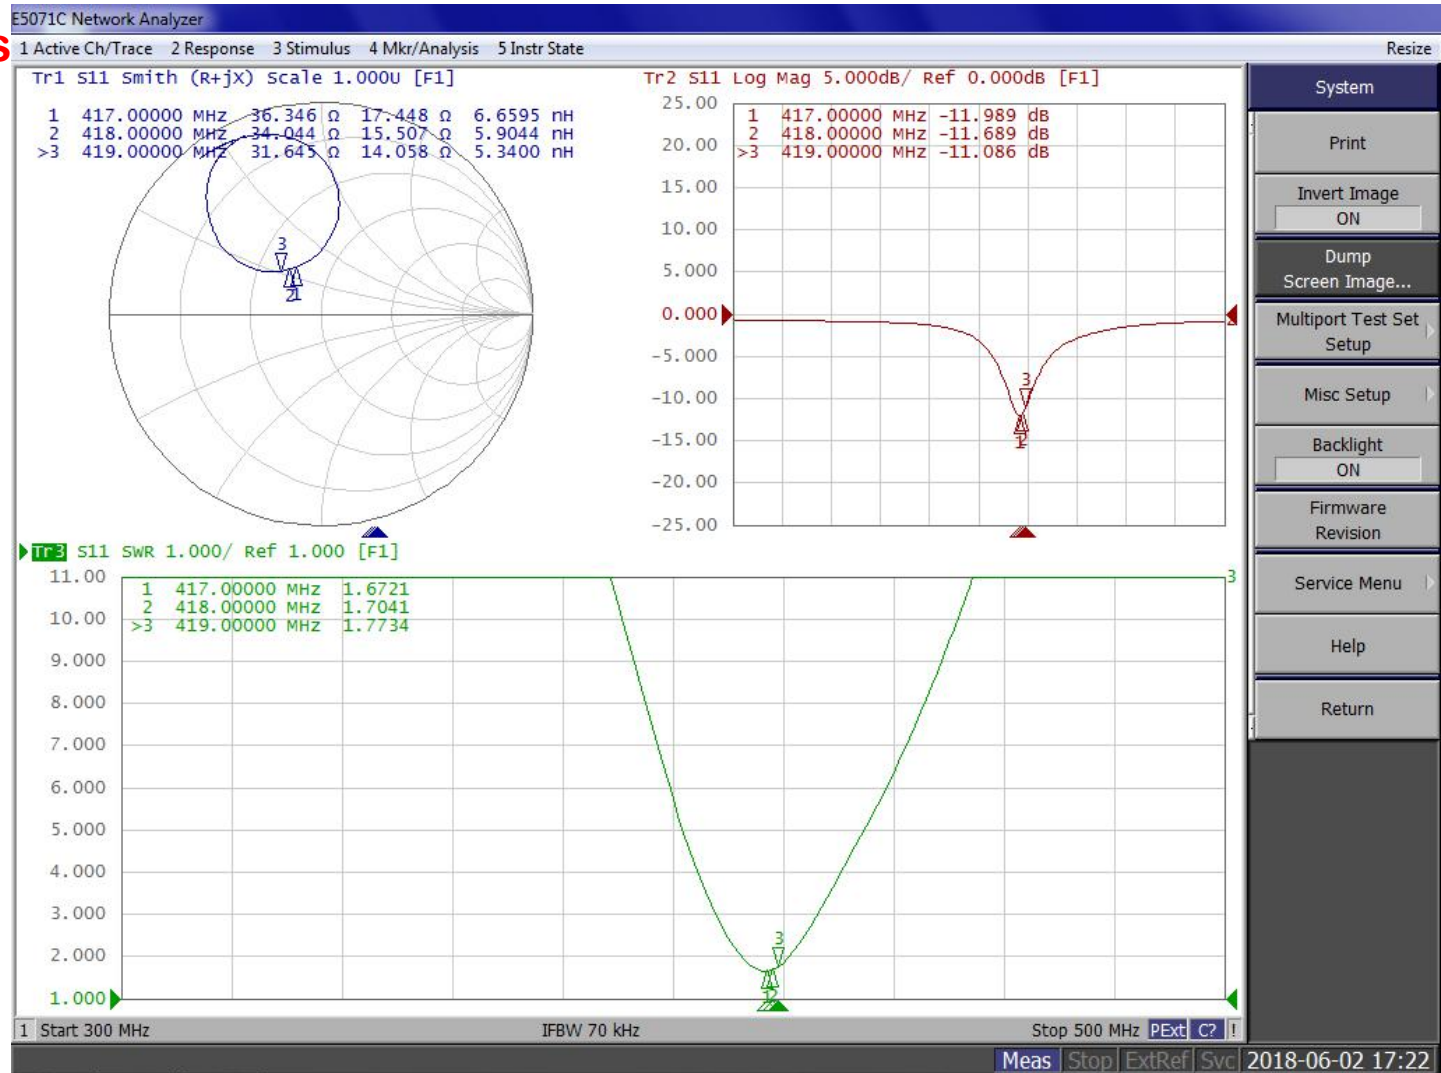 E5071C Network Analyzer
s
1 Active Ch/Trace 2 Response 3 Stimulus 4 Mkr/Analysis 5 Instr State Resize
Tr1 S11 Smith (R+jX) Scale 1.000U [F1]
1 417.00000 MHz 36.346 Ω 17.448 Ω 6.6595 nH
2 418.00000 MHz 34.044 Ω 15.507 Ω 5.9044 nH
>3 419.00000 MHz 31.645 Ω 14.058 Ω 5.3400 nH
3
2 1
Tr2 S11 Log Mag 5.000dB/ Ref 0.000dB [F1]
25.00
1 417.00000 MHz -11.989 dB
2 418.00000 MHz -11.689 dB
>3 419.00000 MHz -11.086 dB
20.00
15.00
10.00
5.000
0.000
-5.000
-10.00
-15.00
-20.00
-25.00
3
1 2
Tr3 S11 SWR 1.000/ Ref 1.000 [F1]
11.00
1 417.00000 MHz 1.6721
2 418.00000 MHz 1.7041
>3 419.00000 MHz 1.7734
10.00
9.000
8.000
7.000
6.000
5.000
4.000
3.000
2.000
1.000
3
3
1 2
1 Start 300 MHz IFBW 70 kHz Stop 500 MHz PExt C? !
Meas Stop ExtRef Svc 2018-06-02 17:22
System
Print
Invert Image
ON
Dump
Screen Image...
Multiport Test Set
Setup
Misc Setup
Backlight
ON
Firmware
Revision
Service Menu
Help
Return